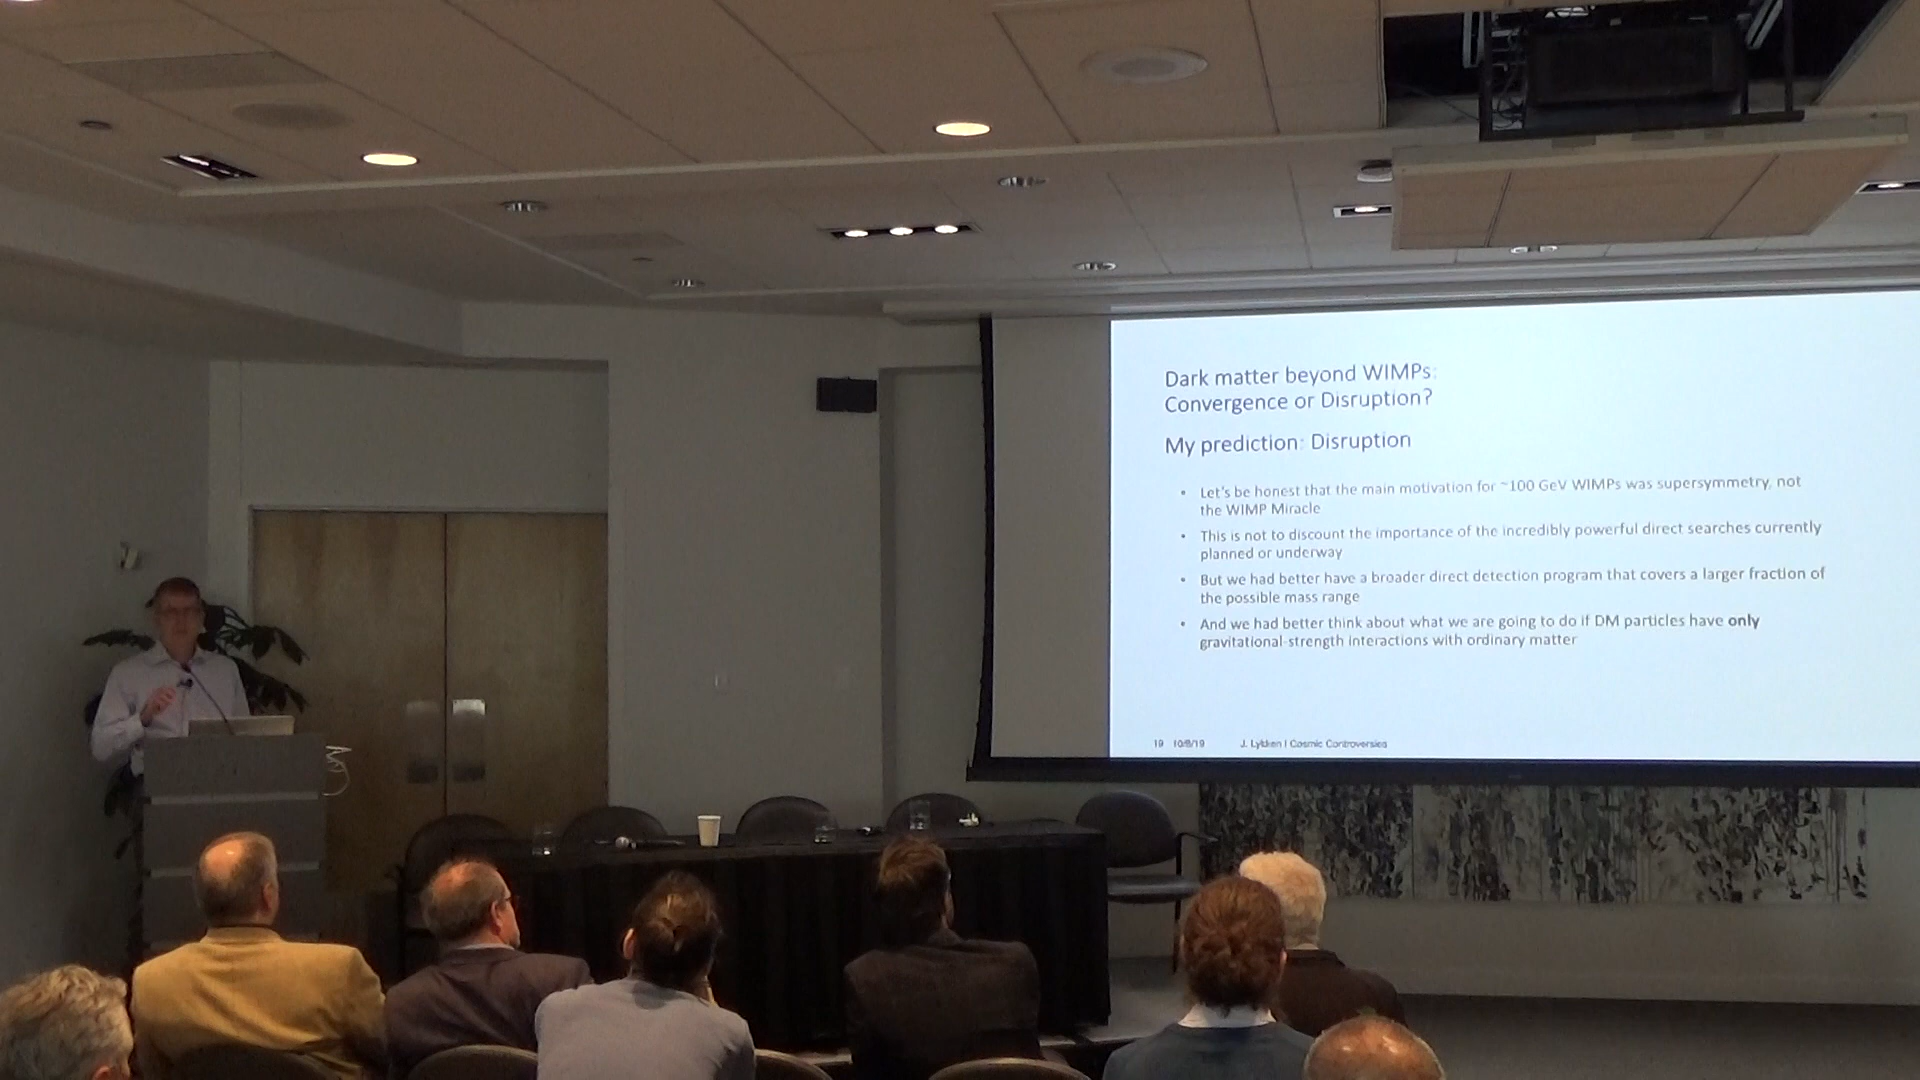 Dark matter beyond WIMPs:
Convergence or Disruption?
My prediction: Disruption
• Let's be honest that the main motivation for ~100 GeV WIMPs was supersymmetry, not
the WIMP Miracle
• This is not to discount the importance of the incredibly powerful direct searches currently
planned or underway
• But we had better have a broader direct detection program that covers a larger fraction of
the possible mass range
• And we had better think about what we are going to do if DM particles have only
gravitational-strength interactions with ordinary matter
19 10/8/19 J. Lykken | Cosmic Controversies